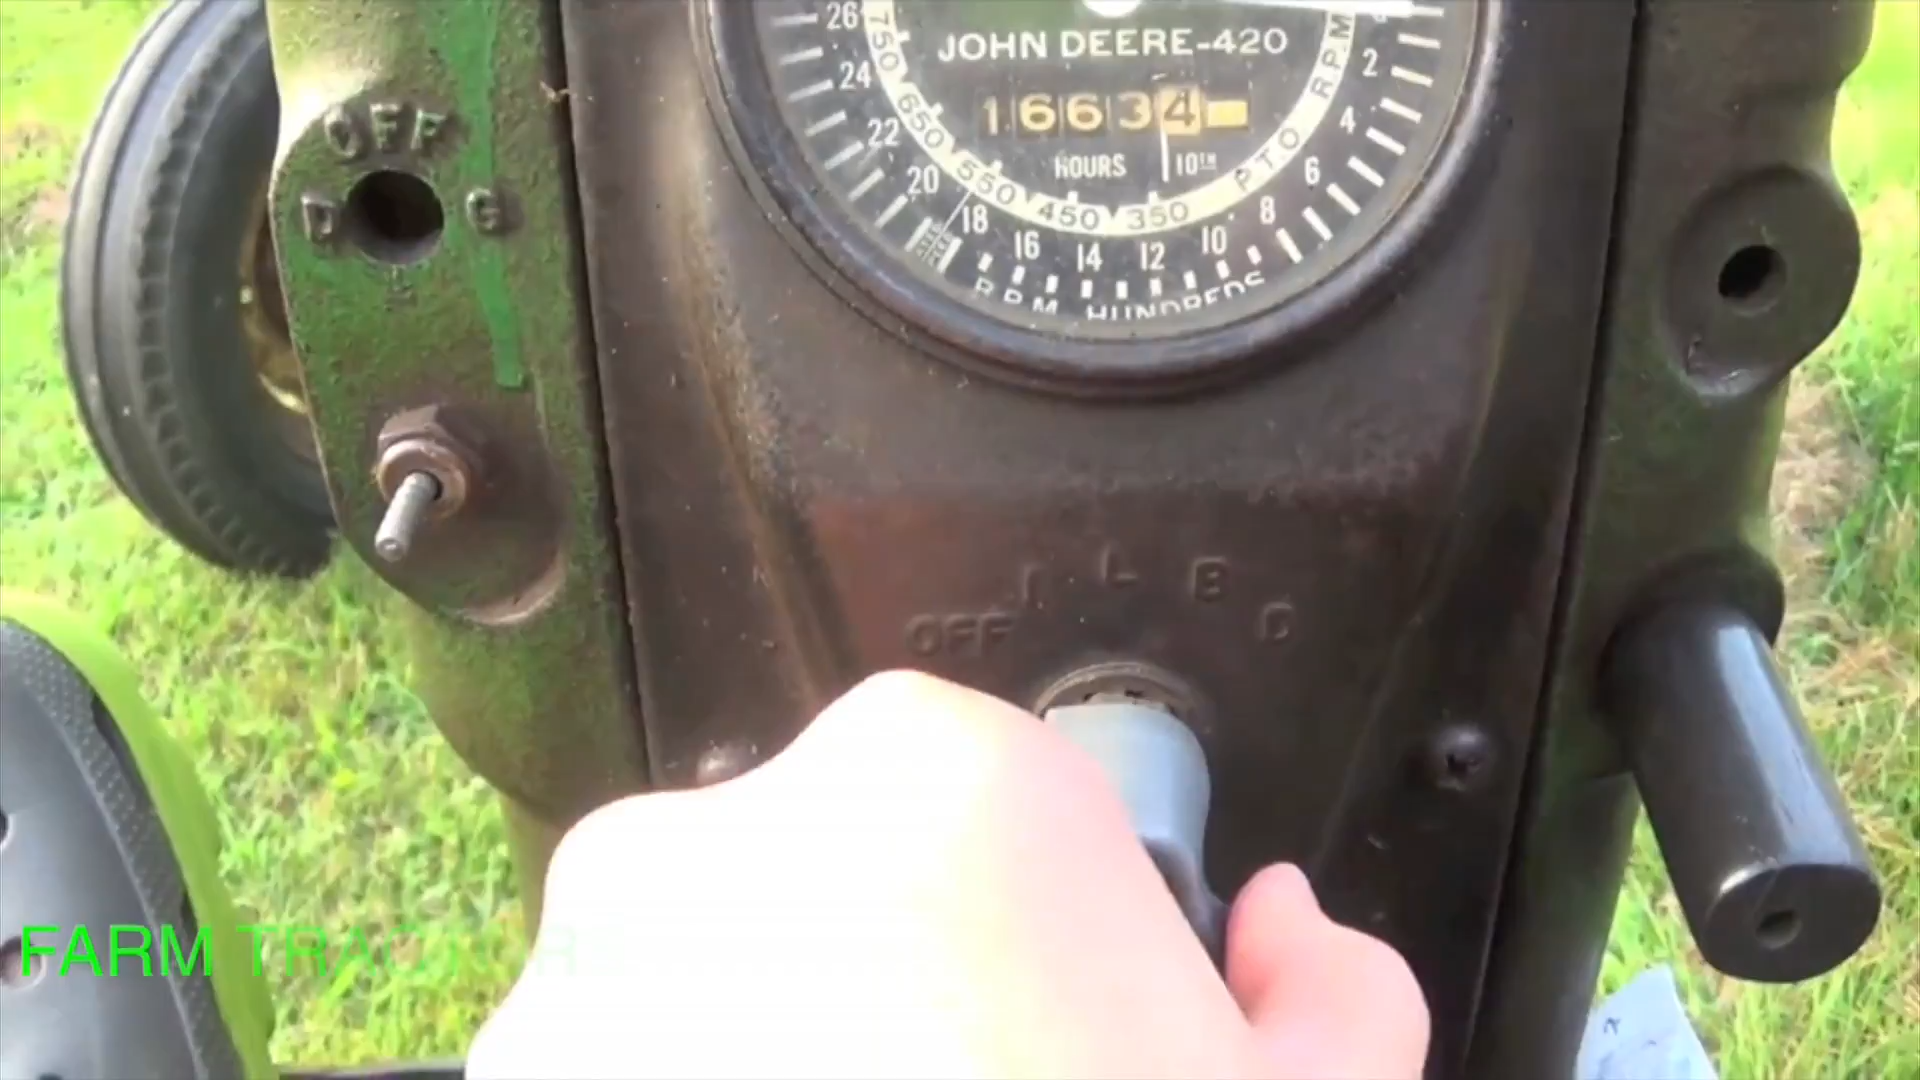 JOHN DEERE-420
16634
HOURS 10TH
26 24 22 20 18 16 14 12 10 8 6 4 2
750 650 550 450 350 P.T.O. R.P.M.
R.P.M. HUNDREDS
OFF
D G
OFF I L B D
FARM